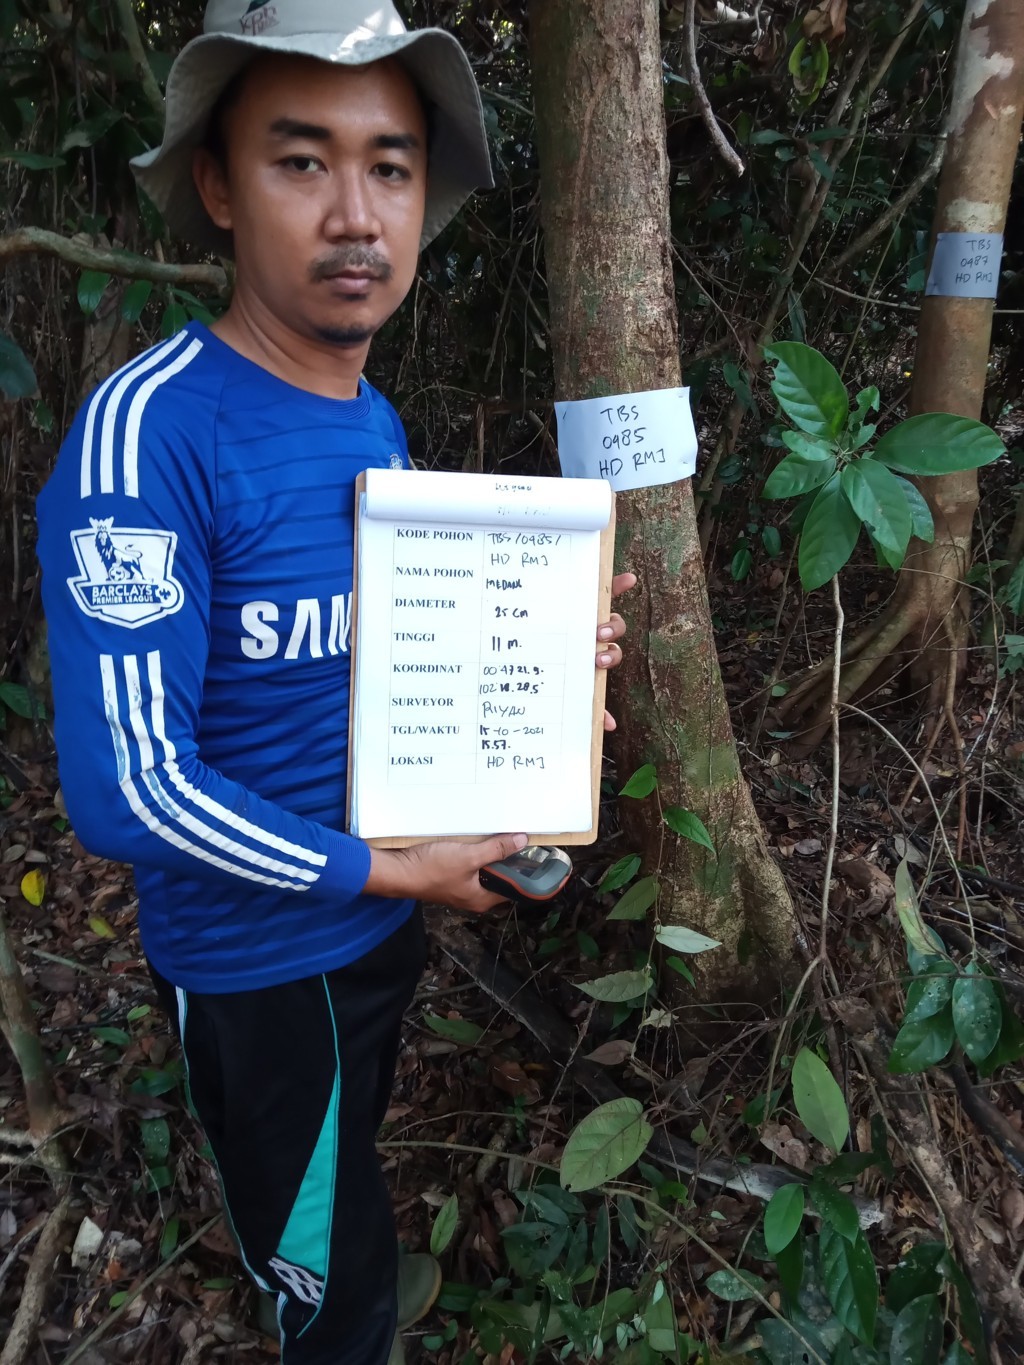 TBS
0487
HD RMJ
TBS
0485
HD RMJ
KODE POHON TBS/0485/
HD RMJ
NAMA POHON MEDANG
DIAMETER 25 cm
TINGGI 11 m.
KOORDINAT 00°47'21.9"
102°18'28.5"
SURVEYOR RIYAN
TGL/WAKTU 15-10-2021
15.57.
LOKASI HD RMJ
BARCLAYS
PREMIER LEAGUE
SAM